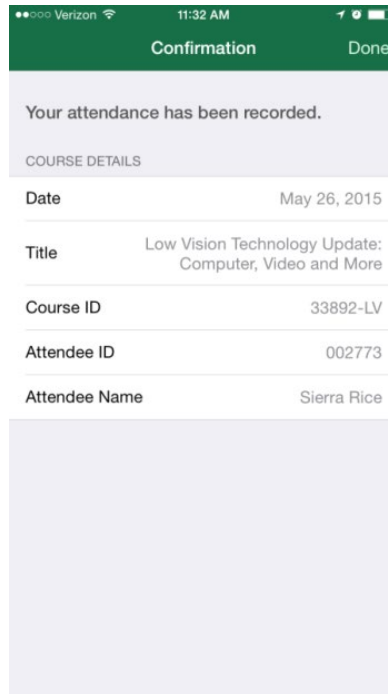 Verizon 11:32 AM
Confirmation Done
Your attendance has been recorded.
COURSE DETAILS
Date May 26, 2015
Title Low Vision Technology Update:
Computer, Video and More
Course ID 33892-LV
Attendee ID 002773
Attendee Name Sierra Rice